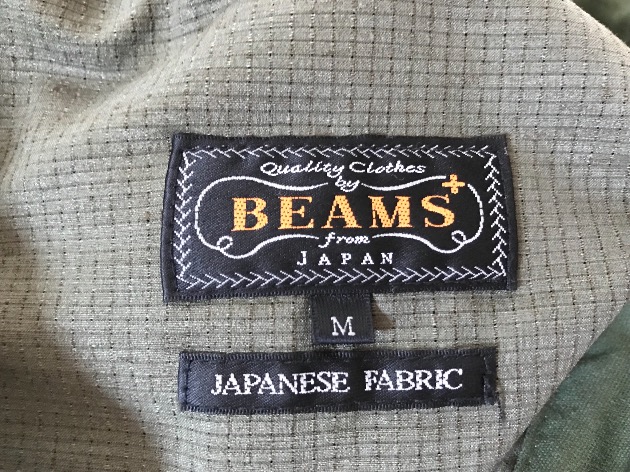 Quality Clothes
by
BEAMS+
from
JAPAN
M
JAPANESE FABRIC